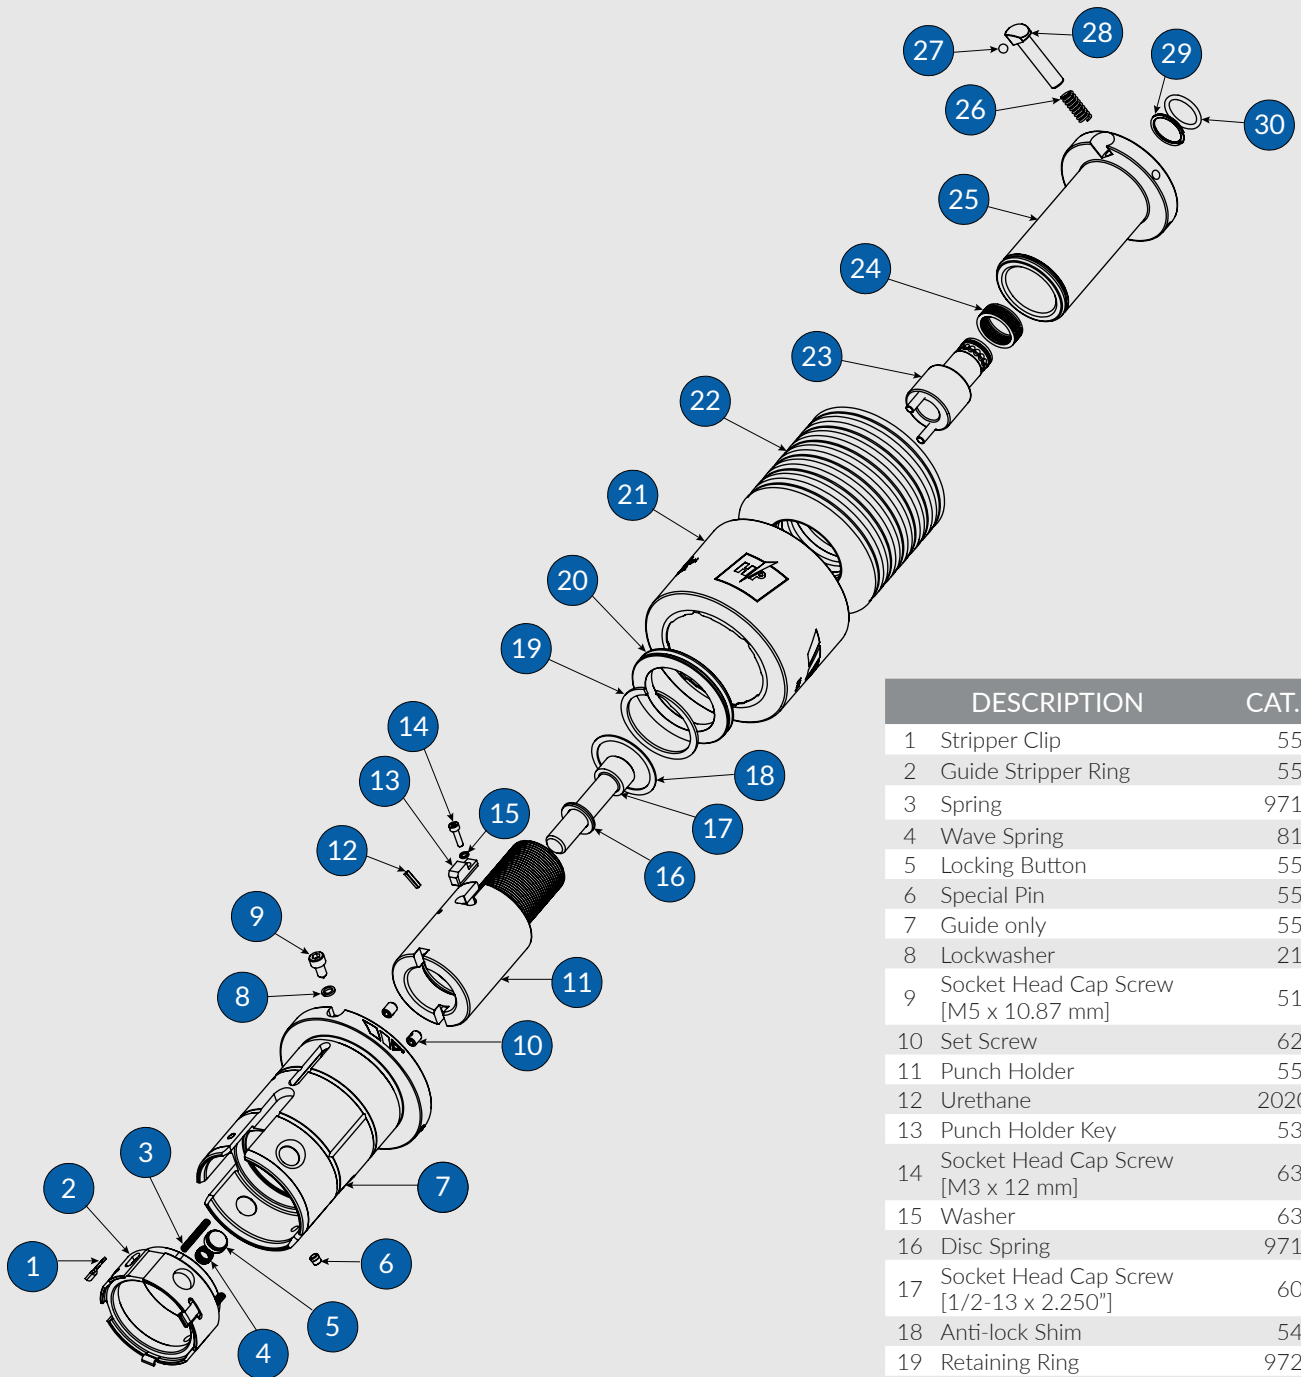 27
28
29
26
30
25
24
23
22
21
20
19
14
18
13
15
17
12
16
9
11
8
10
3
7
2
6
1
5
4
DESCRIPTION CAT.
1 Stripper Clip 55
2 Guide Stripper Ring 55
3 Spring 971
4 Wave Spring 81
5 Locking Button 55
6 Special Pin 55
7 Guide only 55
8 Lockwasher 21
9 Socket Head Cap Screw 51
[M5 x 10.87 mm]
10 Set Screw 62
11 Punch Holder 55
12 Urethane 2020
13 Punch Holder Key 53
14 Socket Head Cap Screw 63
[M3 x 12 mm]
15 Washer 63
16 Disc Spring 971
17 Socket Head Cap Screw 60
[1/2-13 x 2.250”]
18 Anti-lock Shim 54
19 Retaining Ring 972